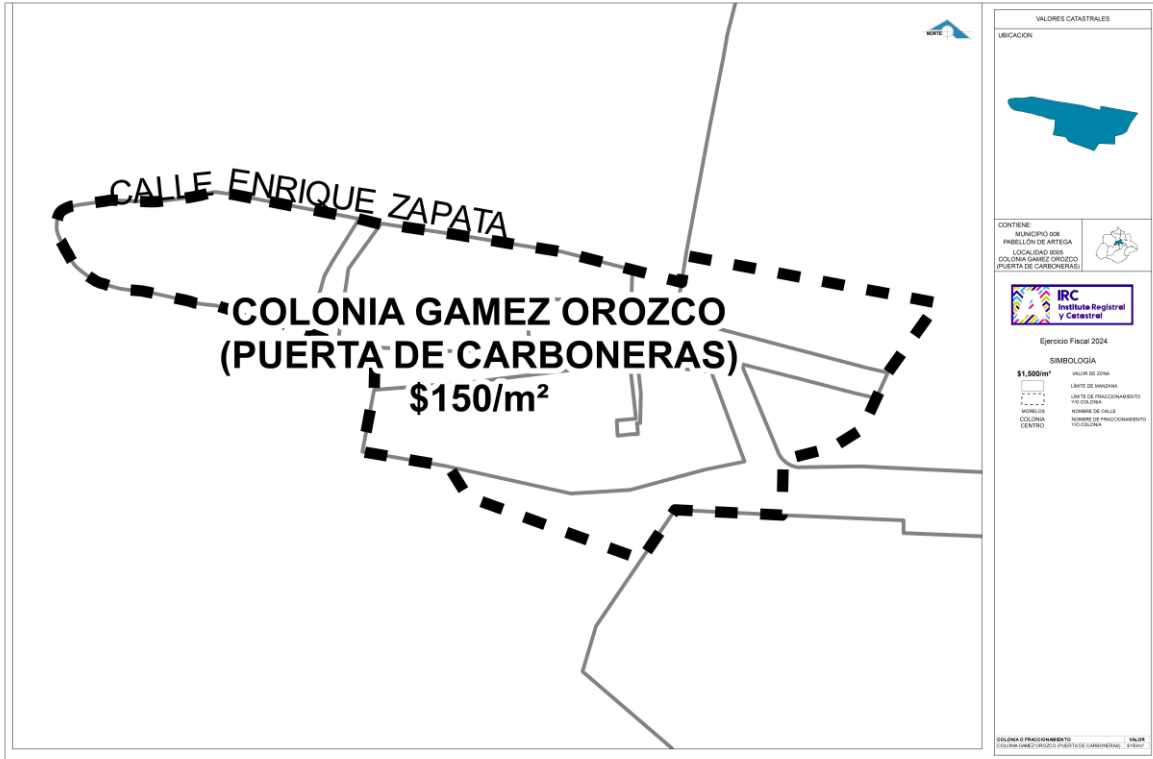 NORTE
CALLE ENRIQUE ZAPATA
COLONIA GAMEZ OROZCO
(PUERTA DE CARBONERAS)
$150/m²
VALORES CATASTRALES
UBICACION
CONTIENE:
MUNICIPIO 006
PABELLÓN DE ARTEGA
LOCALIDAD 0065
COLONIA GAMEZ OROZCO
(PUERTA DE CARBONERAS)
IRC
Instituto Registral
y Catastral
Ejercicio Fiscal 2024
SIMBOLOGÍA
$1,500/m² VALOR DE ZONA
LÍMITE DE MANZANA
LÍMITE DE FRACCIONAMIENTO
Y/O COLONIA
MORELOS NOMBRE DE CALLE
COLONIA CENTRO NOMBRE DE FRACCIONAMIENTO
Y/O COLONIA
COLONIA O FRACCIONAMIENTO VALOR
COLONIA GAMEZ OROZCO (PUERTA DE CARBONERAS) $150/m²